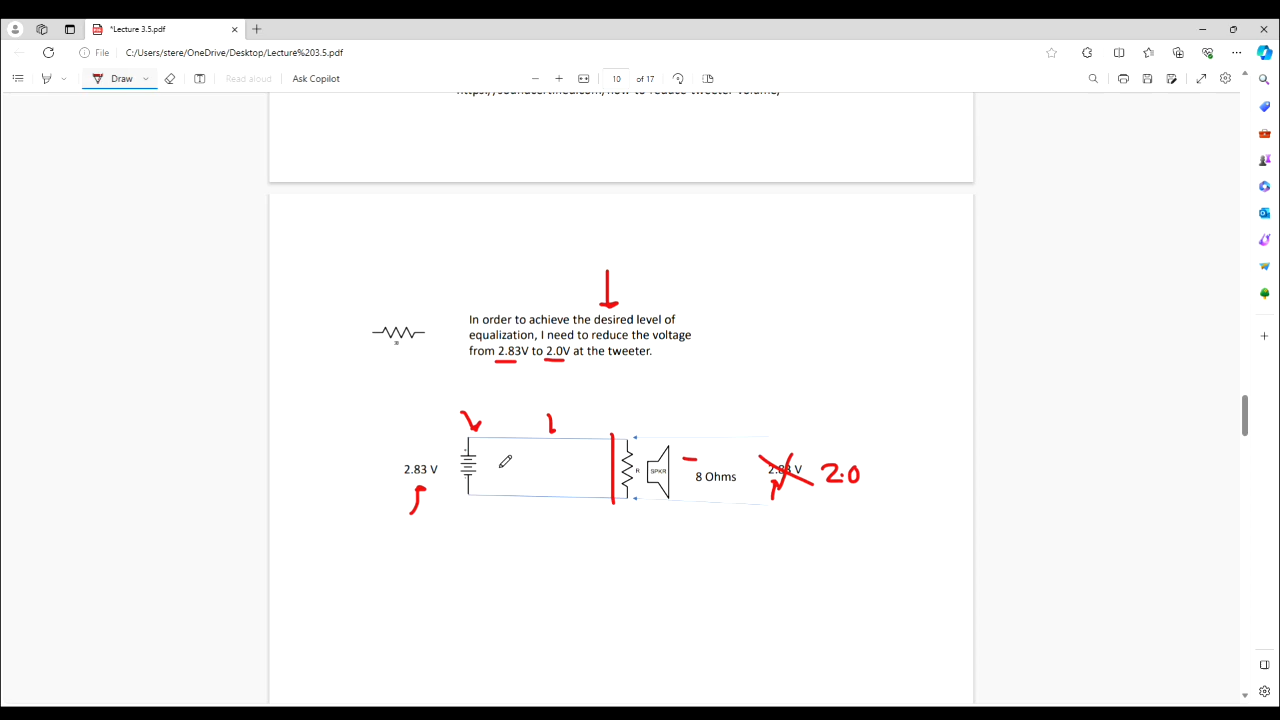 *Lecture 3.5.pdf
File
C:/Users/stere/OneDrive/Desktop/Lecture%203.5.pdf
Draw
Read aloud
Ask Copilot
10
of 17
In order to achieve the desired level of
equalization, I need to reduce the voltage
from 2.83V to 2.0V at the tweeter.
2.83 V
R
SPKR
8 Ohms
2.83 V
2.0